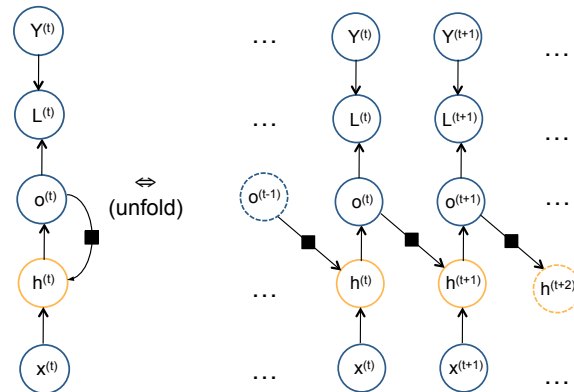 Y(t) ... Y(t) Y(t+1) ...
L(t) ... L(t) L(t+1) ...
o(t) ⇔ o(t-1) o(t) o(t+1) ...
(unfold)
h(t) ... h(t) h(t+1) h(t+2)
x(t) ... x(t) x(t+1) ...